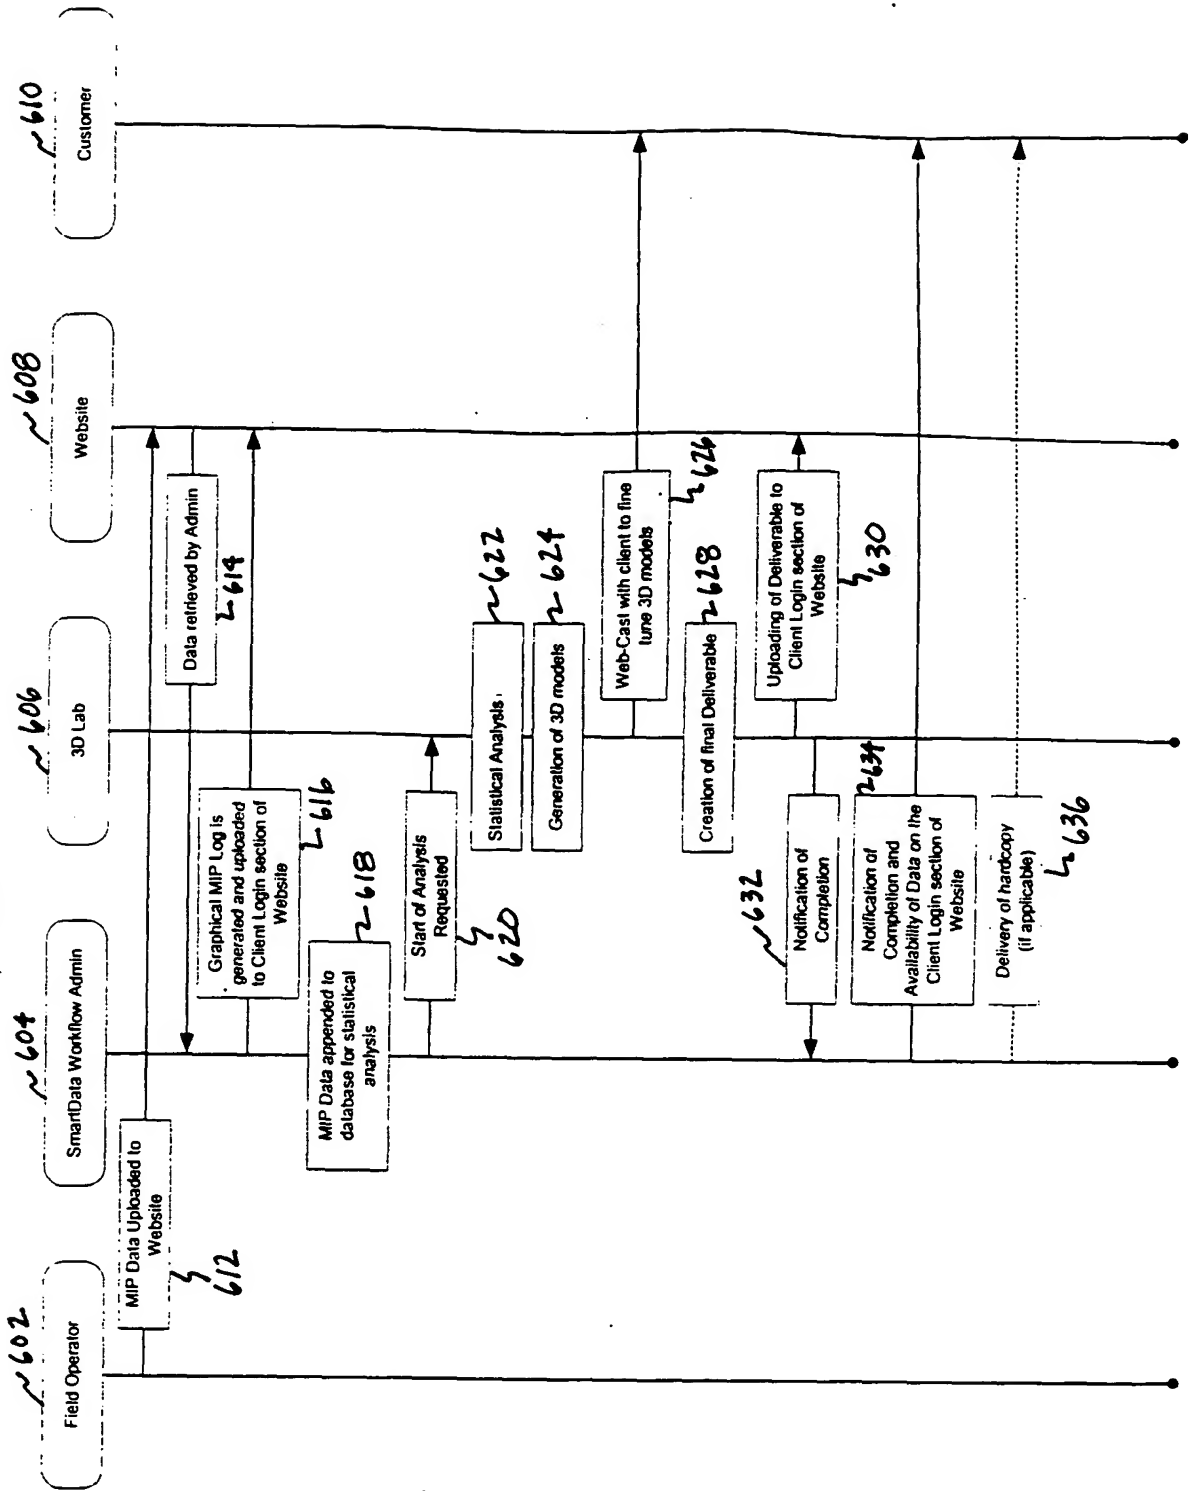 602
Field Operator
604
SmartData Workflow Admin
606
3D Lab
608
Website
610
Customer
MIP Data Uploaded to
Website
612
Data retrieved by Admin
614
Graphical MIP Log is
generated and uploaded
to Client Login section of
Website
616
MIP Data appended to
database for statistical
analysis
618
Start of Analysis
Requested
620
Statistical Analysis
622
Generation of 3D models
624
Web-Cast with client to fine
tune 3D models
626
Creation of final Deliverable
628
Uploading of Deliverable to
Client Login section of
Website
630
Notification of
Completion
632
Notification of
Completion and
Availability of Data on the
Client Login section of
Website
634
Delivery of hardcopy
(if applicable)
636